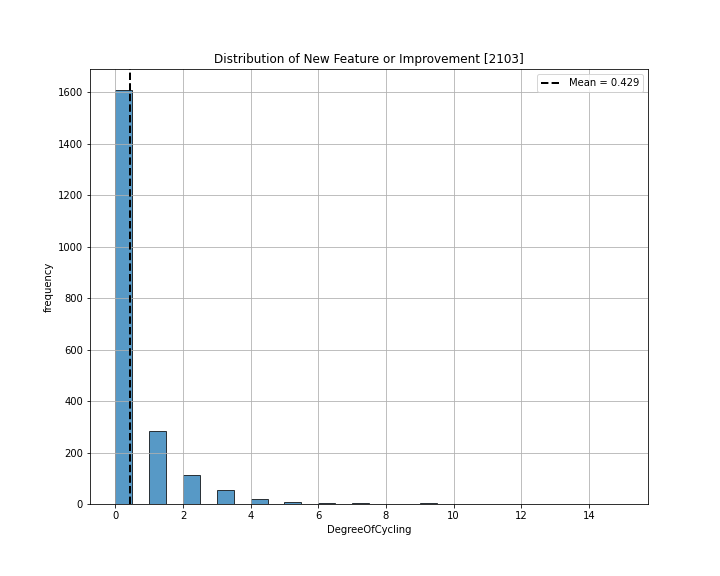 Distribution of New Feature or Improvement [2103]
Mean = 0.429
1600
1400
1200
1000
800
600
400
200
0
frequency
0 2 4 6 8 10 12 14
DegreeOfCycling